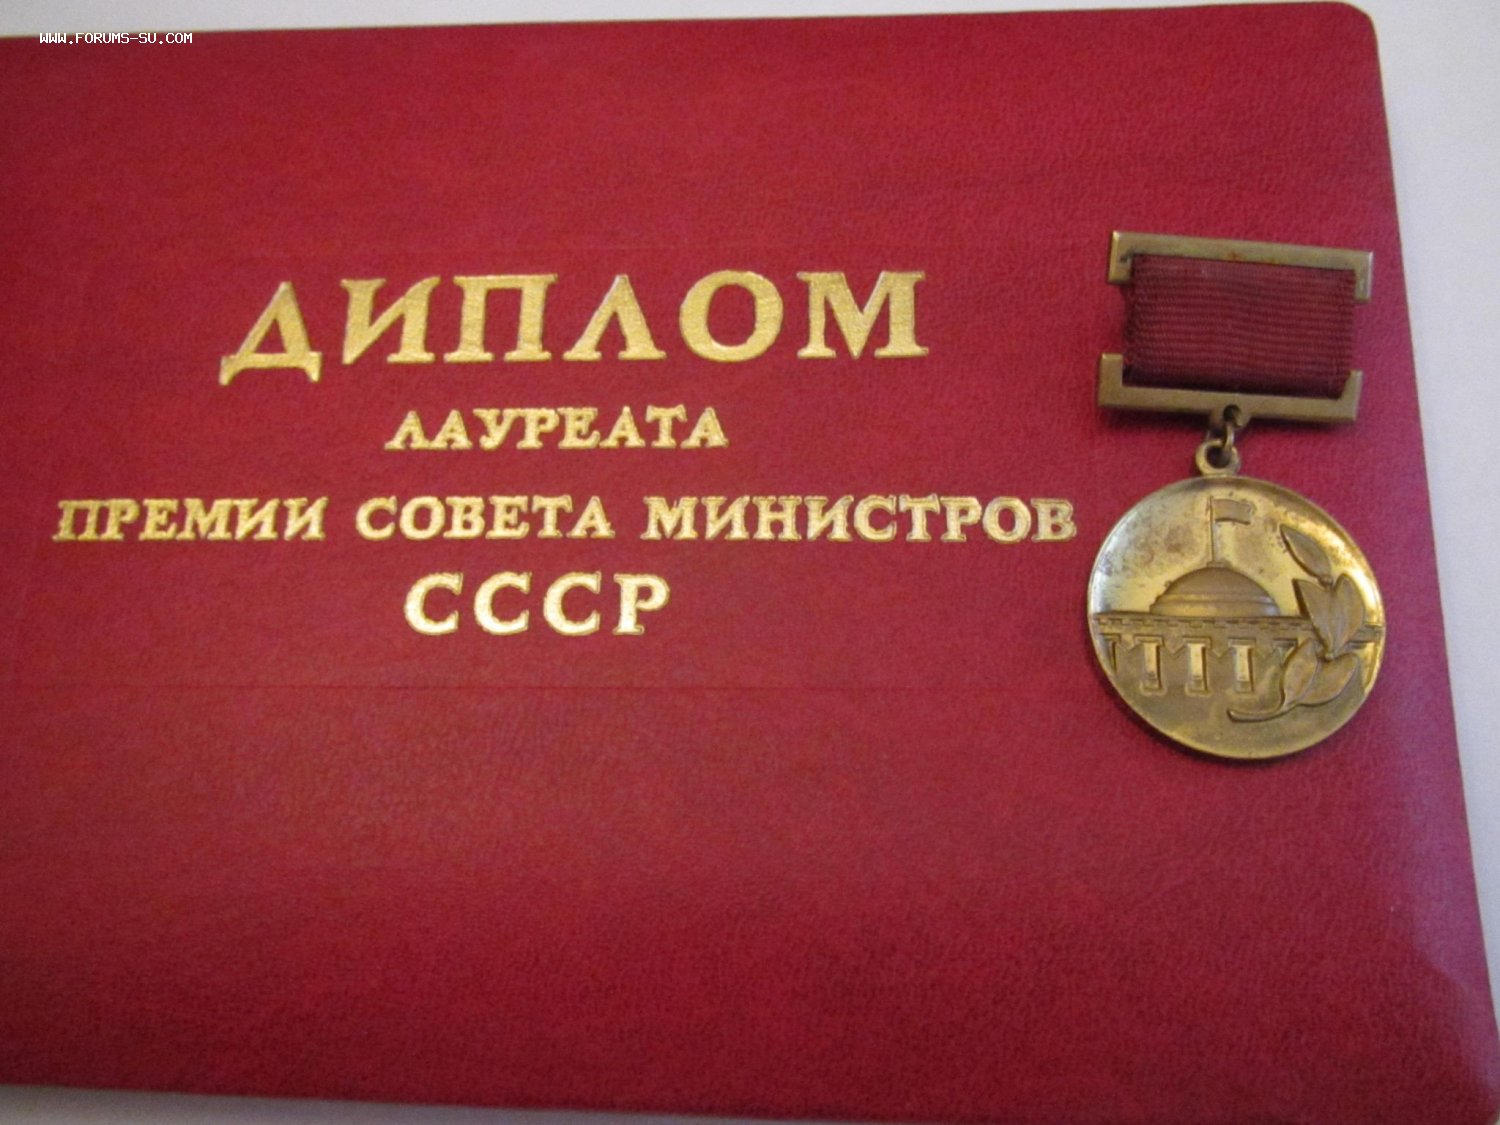 WWW.FORUMS-SU.COM
ДИПЛОМ
ЛАУРЕАТА
ПРЕМИИ СОВЕТА МИНИСТРОВ
СССР